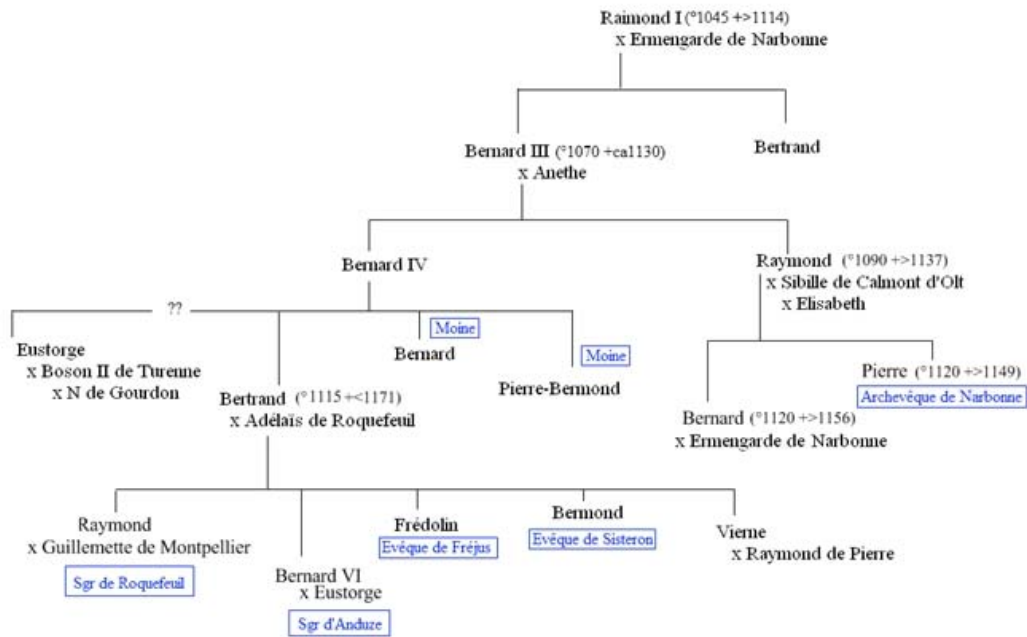 Raimond I (°1045 +>1114)
x Ermengarde de Narbonne
Bernard III (°1070 +ca1130)
x Anethe
Bertrand
Bernard IV
Raymond (°1090 +>1137)
x Sibille de Calmont d'Olt
x Elisabeth
??
Eustorge
x Boson II de Turenne
x N de Gourdon
Bertrand (°1115 +<1171)
x Adélaïs de Roquefeuil
Moine
Bernard
Moine
Pierre-Bermond
Bernard (°1120 +>1156)
x Ermengarde de Narbonne
Pierre (°1120 +>1149)
Archevêque de Narbonne
Raymond
x Guillemette de Montpellier
Sgr de Roquefeuil
Bernard VI
x Eustorge
Sgr d'Anduze
Frédolin
Evêque de Fréjus
Bermond
Evêque de Sisteron
Vierne
x Raymond de Pierre